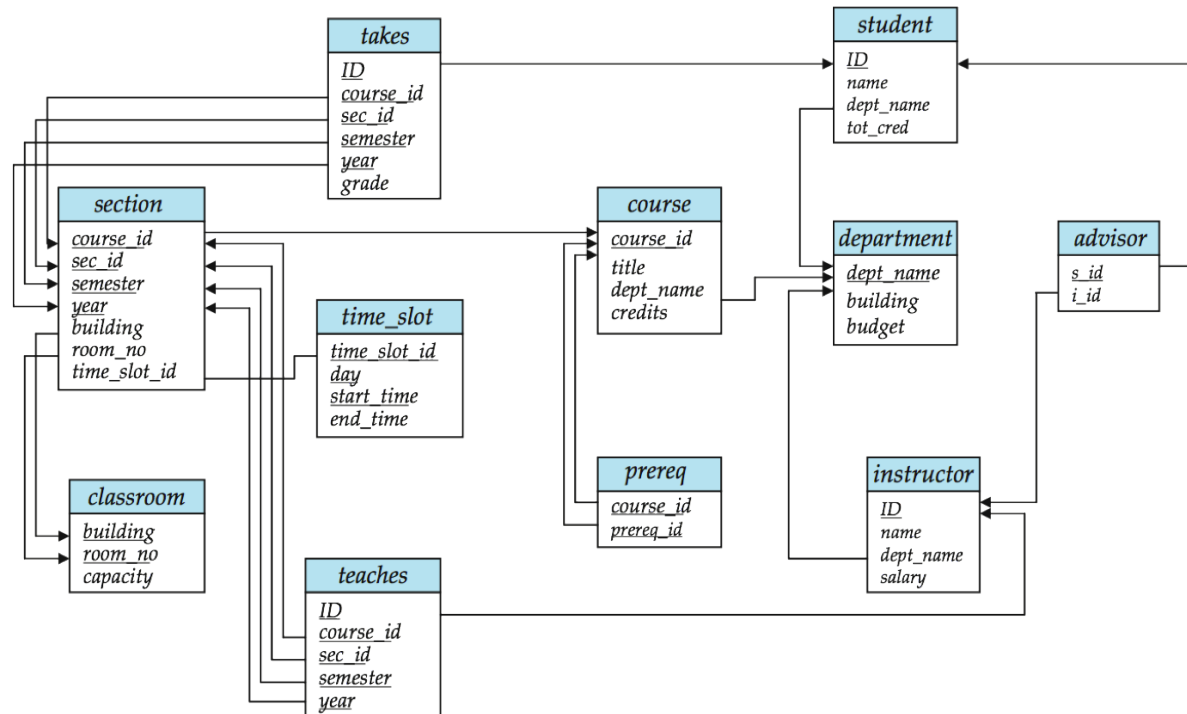 takes
ID
course_id
sec_id
semester
year
grade
student
ID
name
dept_name
tot_cred
section
course_id
sec_id
semester
year
building
room_no
time_slot_id
course
course_id
title
dept_name
credits
department
dept_name
building
budget
advisor
s_id
i_id
time_slot
time_slot_id
day
start_time
end_time
classroom
building
room_no
capacity
prereq
course_id
prereq_id
instructor
ID
name
dept_name
salary
teaches
ID
course_id
sec_id
semester
year